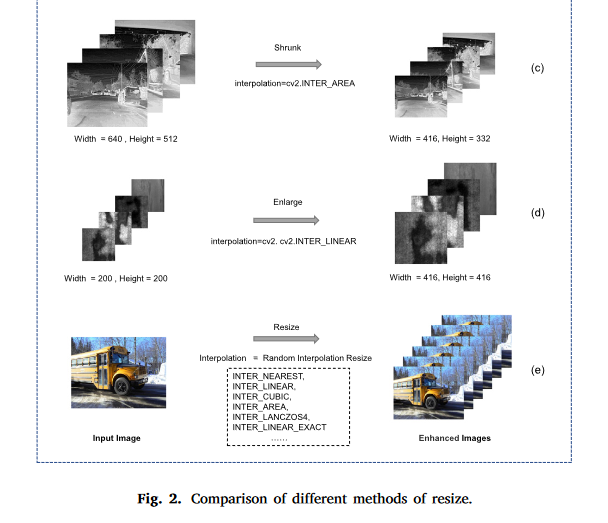 Shrunk
(c)
interpolation=cv2.INTER_AREA
Width = 640 , Height = 512
Width = 416, Height = 332
Enlarge
(d)
interpolation=cv2. cv2.INTER_LINEAR
Width = 200 , Height = 200
Width = 416, Height = 416
Resize
Interpolation = Random Interpolation Resize
(e)
INTER_NEAREST,
INTER_LINEAR,
INTER_CUBIC,
INTER_AREA,
INTER_LANCZOS4,
INTER_LINEAR_EXACT
......
Input Image
Enhanced Images
Fig. 2. Comparison of different methods of resize.